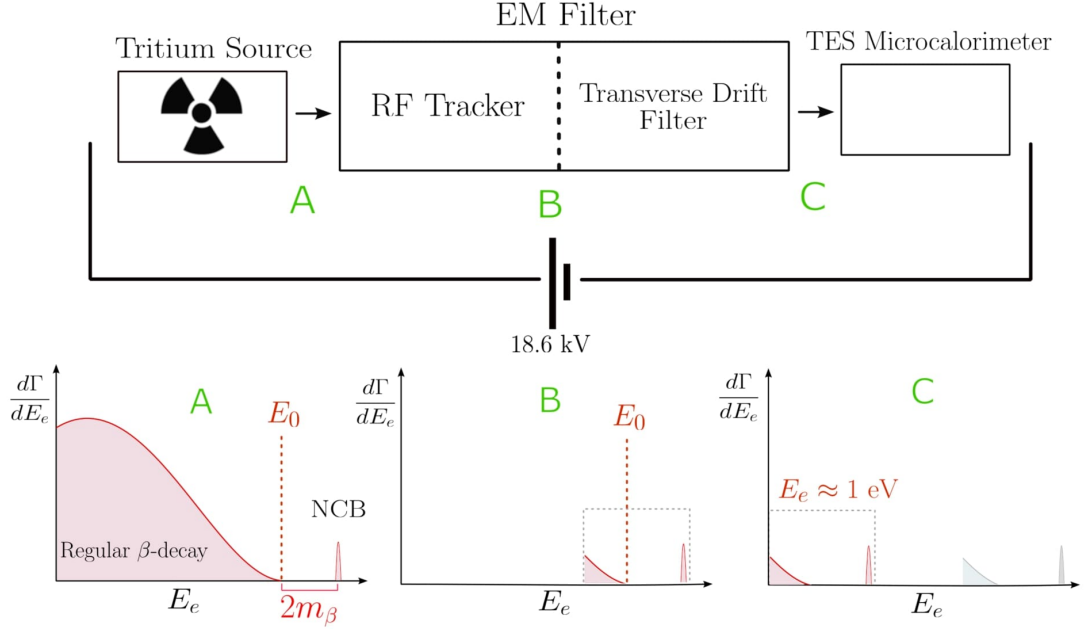 EM Filter
Tritium Source
TES Microcalorimeter
RF Tracker
Transverse Drift
Filter
A
B
C
18.6 kV
dΓ
dE_e
A
E_0
NCB
Regular β-decay
E_e
2m_β
dΓ
dE_e
B
E_0
E_e
dΓ
dE_e
C
E_e ≈ 1 eV
E_e